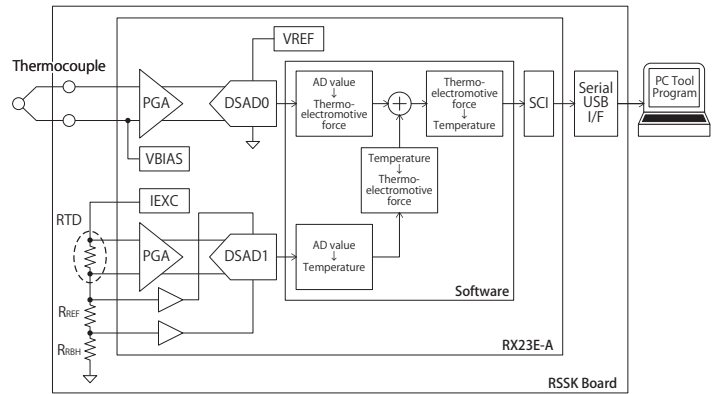 VREF
Thermocouple
PGA
DSAD0
AD value
↓
Thermo-
electromotive
force
Thermo-
electromotive
force
↓
Temperature
SCI
Serial
USB
I/F
PC Tool
Program
VBIAS
Temperature
↓
Thermo-
electromotive
force
IEXC
RTD
PGA
DSAD1
AD value
↓
Temperature
RREF
RRBH
Software
RX23E-A
RSSK Board